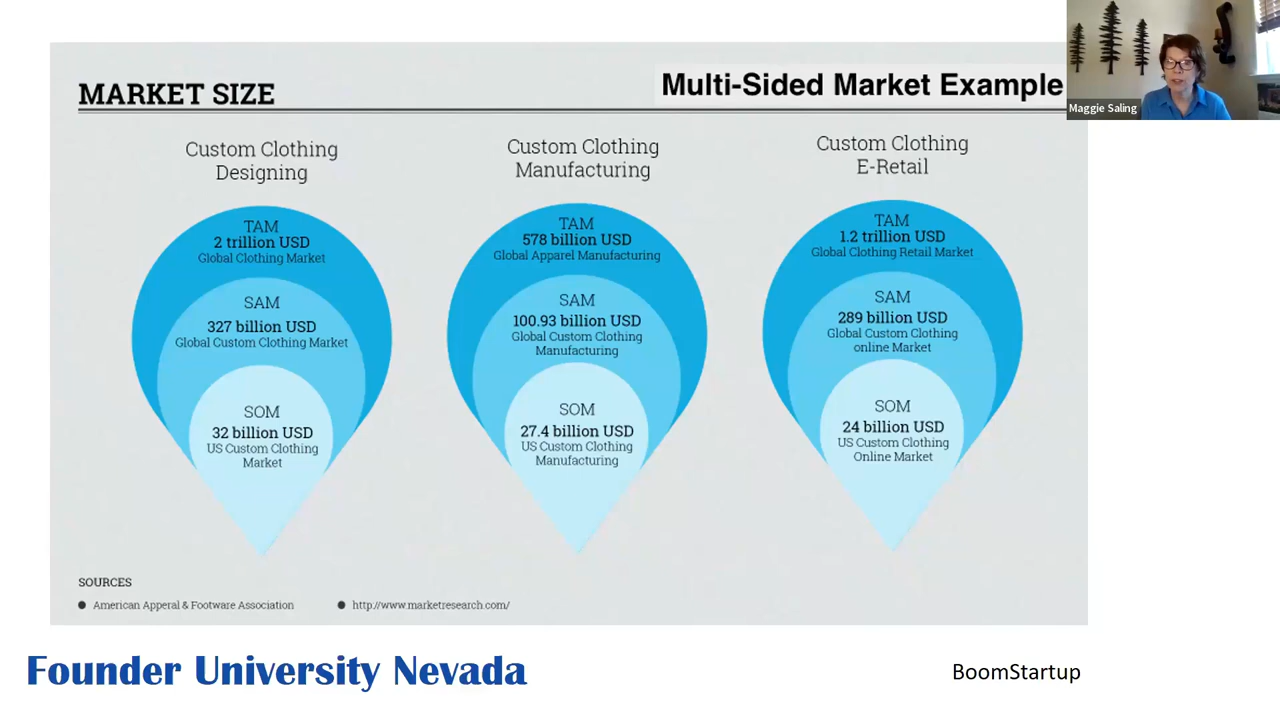 MARKET SIZE
Multi-Sided Market Example
Maggie Saling
Custom Clothing
Designing
TAM
2 trillion USD
Global Clothing Market
SAM
327 billion USD
Global Custom Clothing Market
SOM
32 billion USD
US Custom Clothing
Market
Custom Clothing
Manufacturing
TAM
578 billion USD
Global Apparel Manufacturing
SAM
100.93 billion USD
Global Custom Clothing
Manufacturing
SOM
27.4 billion USD
US Custom Clothing
Manufacturing
Custom Clothing
E-Retail
TAM
1.2 trillion USD
Global Clothing Retail Market
SAM
289 billion USD
Global Custom Clothing
online Market
SOM
24 billion USD
US Custom Clothing
Online Market
SOURCES
American Apperal & Footware Association
http://www.marketresearch.com/
Founder University Nevada
BoomStartup